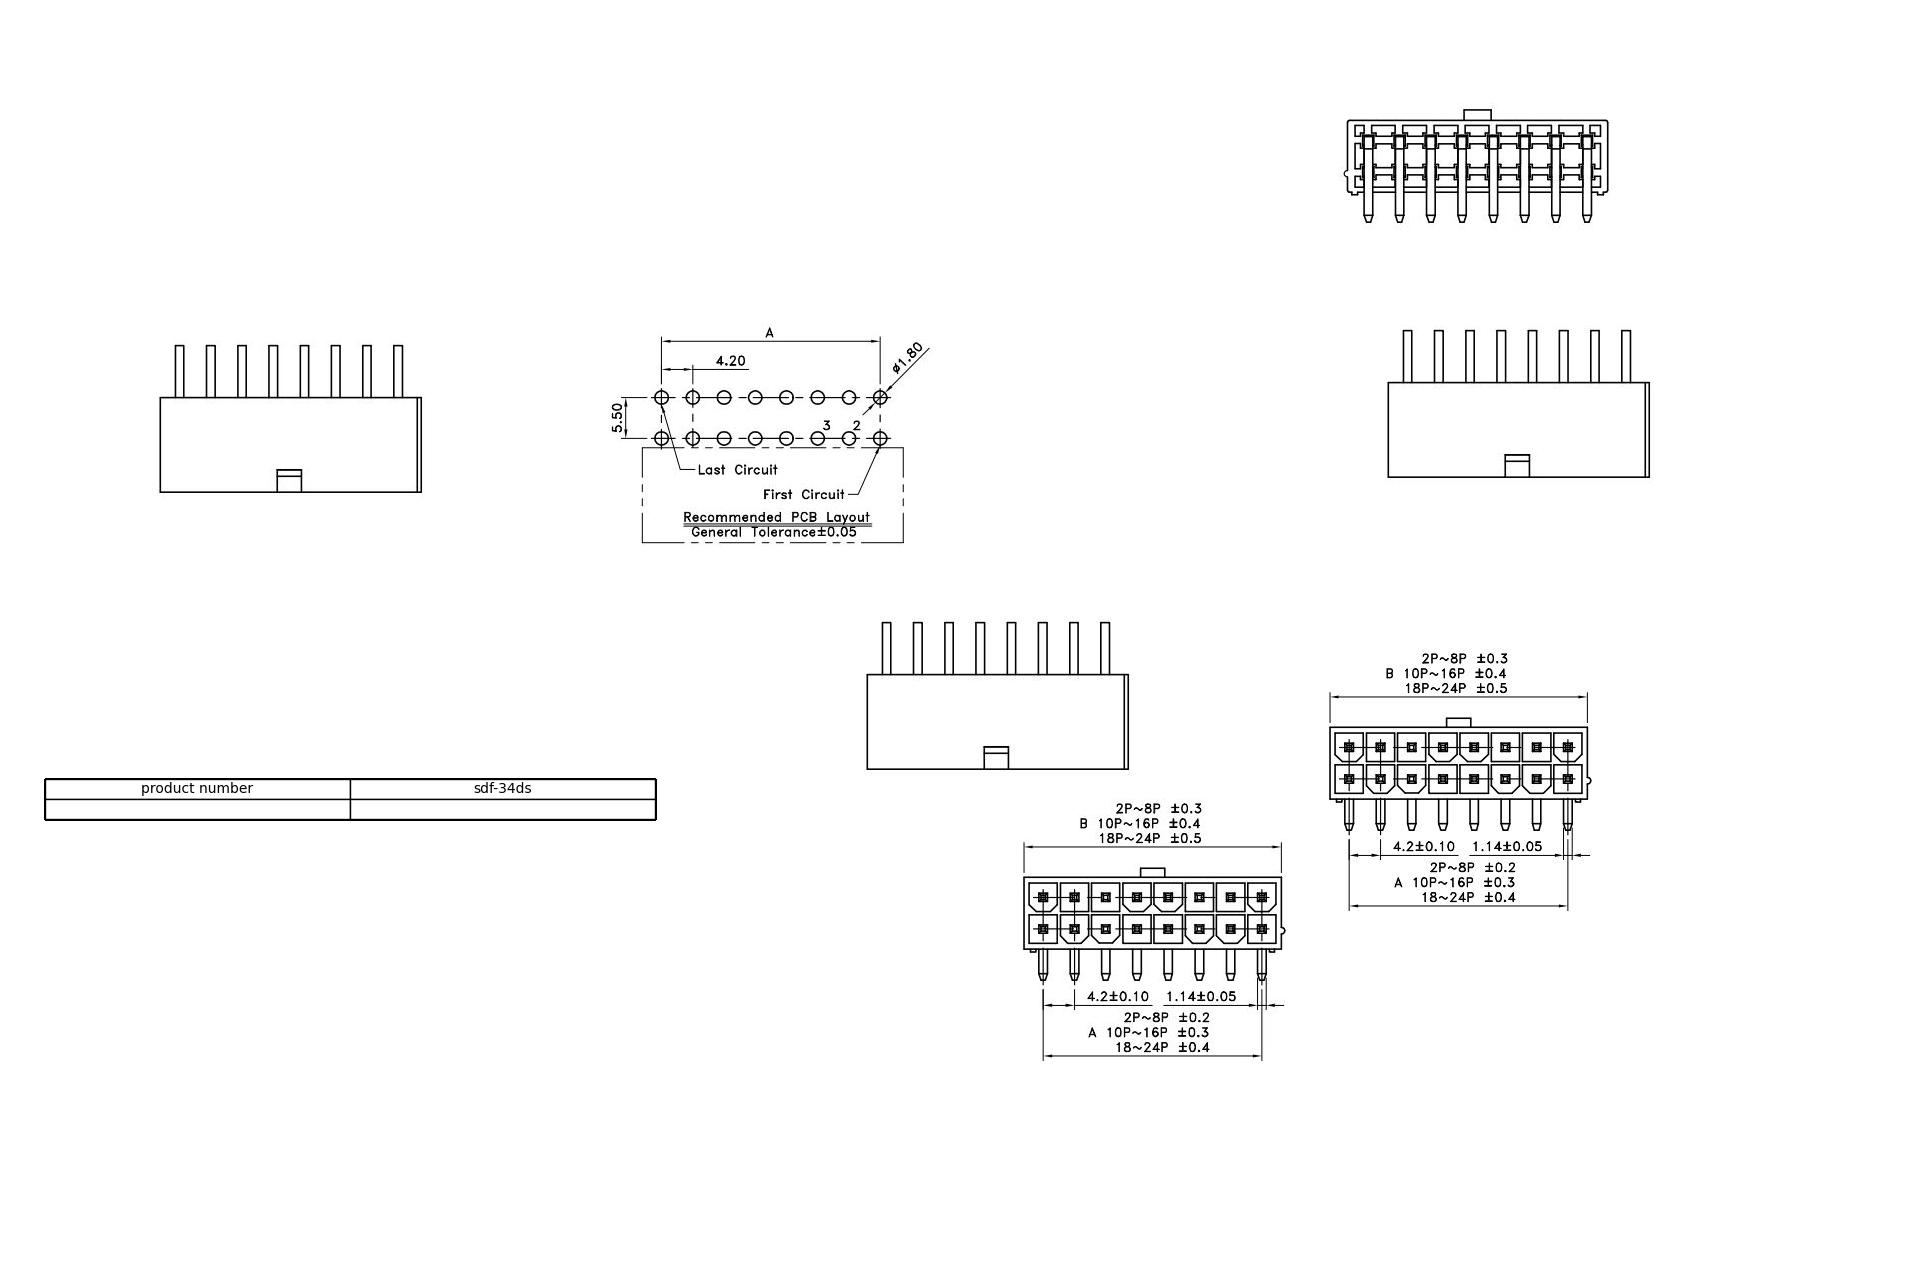 A
4.20
ø1.80
5.50
3 2
Last Circuit
First Circuit
Recommended PCB Layout
General Tolerance±0.05
2P~8P ±0.3
B 10P~16P ±0.4
18P~24P ±0.5
4.2±0.10 1.14±0.05
2P~8P ±0.2
A 10P~16P ±0.3
18~24P ±0.4
product number sdf-34ds
2P~8P ±0.3
B 10P~16P ±0.4
18P~24P ±0.5
4.2±0.10 1.14±0.05
2P~8P ±0.2
A 10P~16P ±0.3
18~24P ±0.4